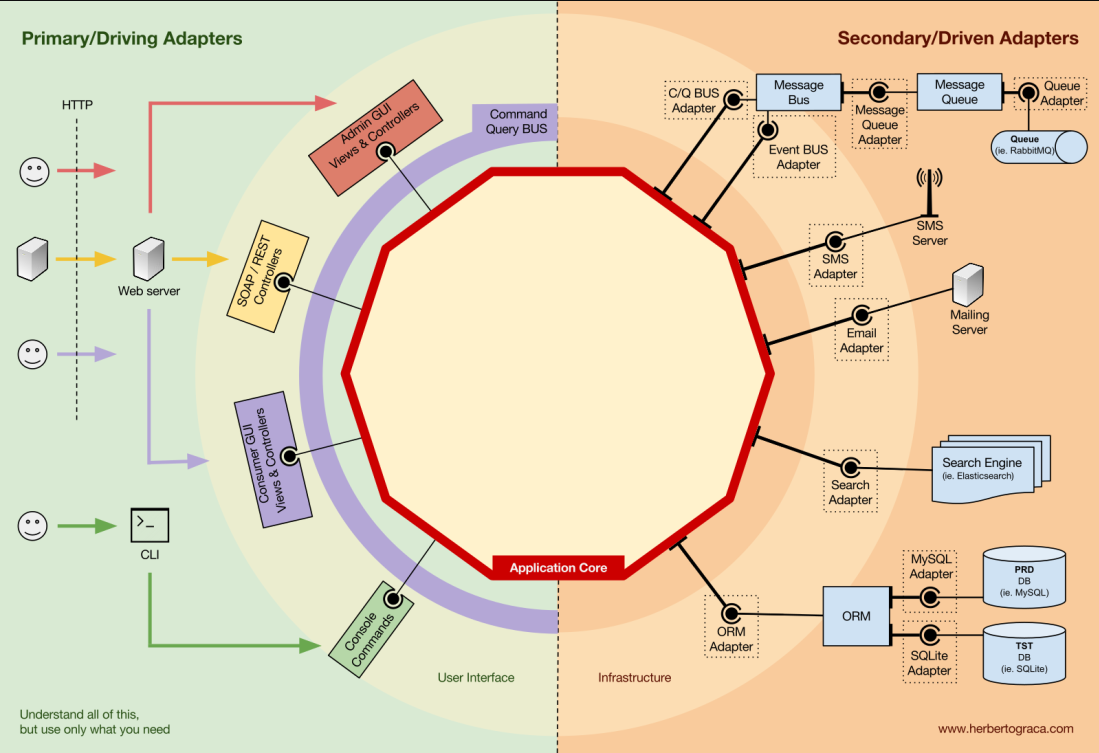 Primary/Driving Adapters
Secondary/Driven Adapters
HTTP
Admin GUI
Views & Controllers
Command
Query BUS
C/Q BUS
Adapter
Message
Bus
Message
Queue
Adapter
Message
Queue
Queue
Adapter
Queue
(ie. RabbitMQ)
Event BUS
Adapter
SOAP / REST
Controllers
Web server
SMS
Adapter
SMS
Server
Email
Adapter
Mailing
Server
Consumer GUI
Views & Controllers
Search
Adapter
Search Engine
(ie. Elasticsearch)
>_
CLI
Application Core
Console
Commands
ORM
Adapter
ORM
MySQL
Adapter
PRD
DB
(ie. MySQL)
SQLite
Adapter
TST
DB
(ie. SQLite)
User Interface
Infrastructure
Understand all of this,
but use only what you need
www.herbertograca.com